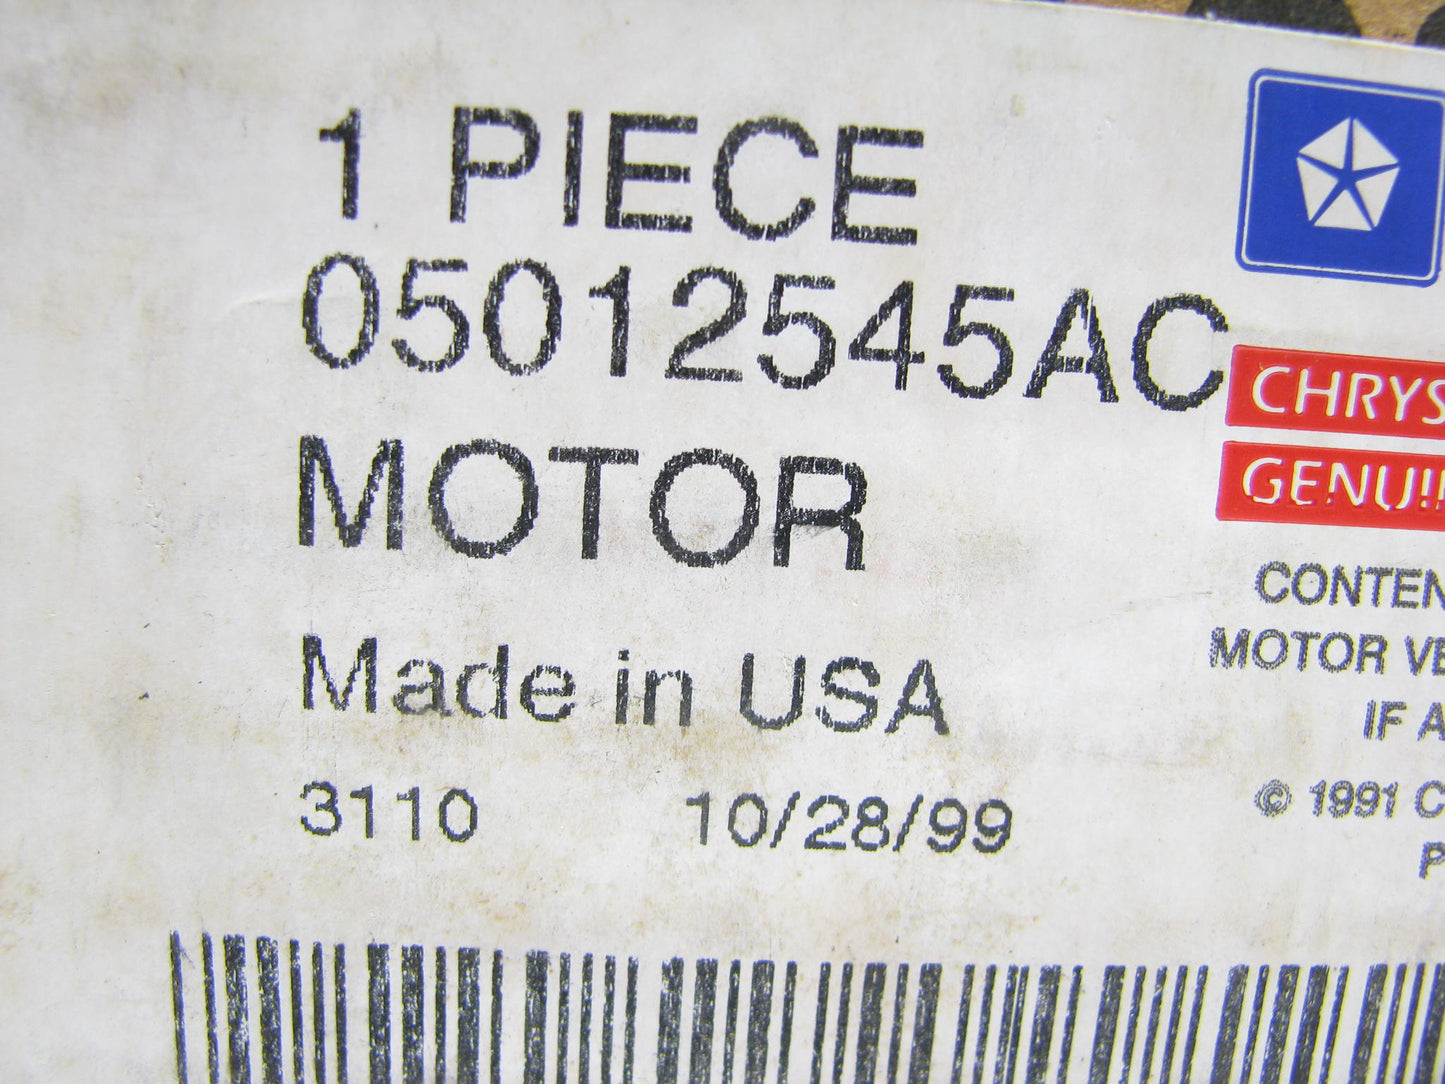 1 PIECE
05012545AC
MOTOR
Made in USA
3110 10/28/99
CHRYS
GENUI
CONTEN
MOTOR VE
IF A
© 1991 C
P